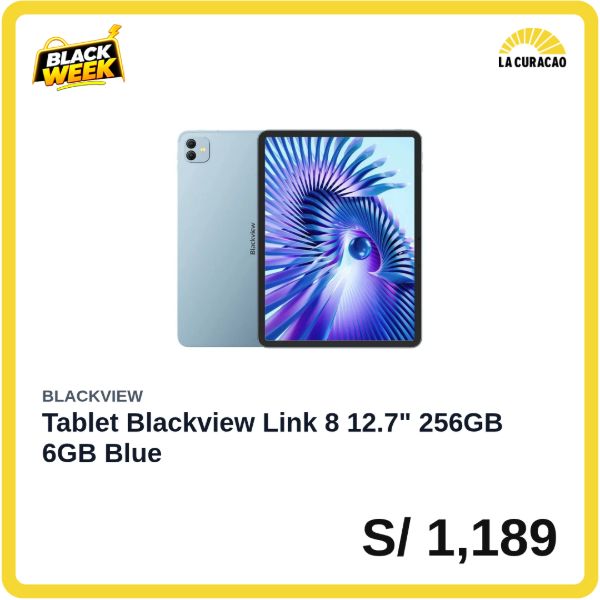 BLACK
WEEK
LA CURACAO
Blackview
BLACKVIEW
Tablet Blackview Link 8 12.7" 256GB
6GB Blue
S/ 1,189